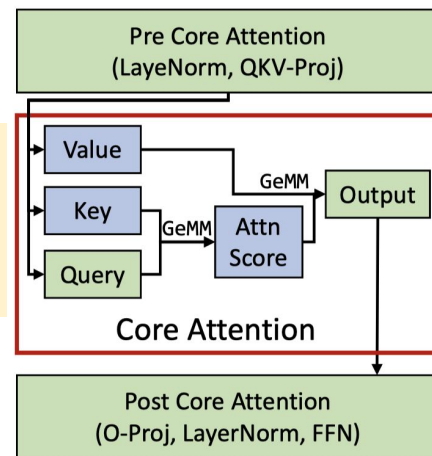 Pre Core Attention
(LayeNorm, QKV-Proj)
Value
GeMM
Output
Key
GeMM
Attn
Score
Query
Core Attention
Post Core Attention
(O-Proj, LayerNorm, FFN)